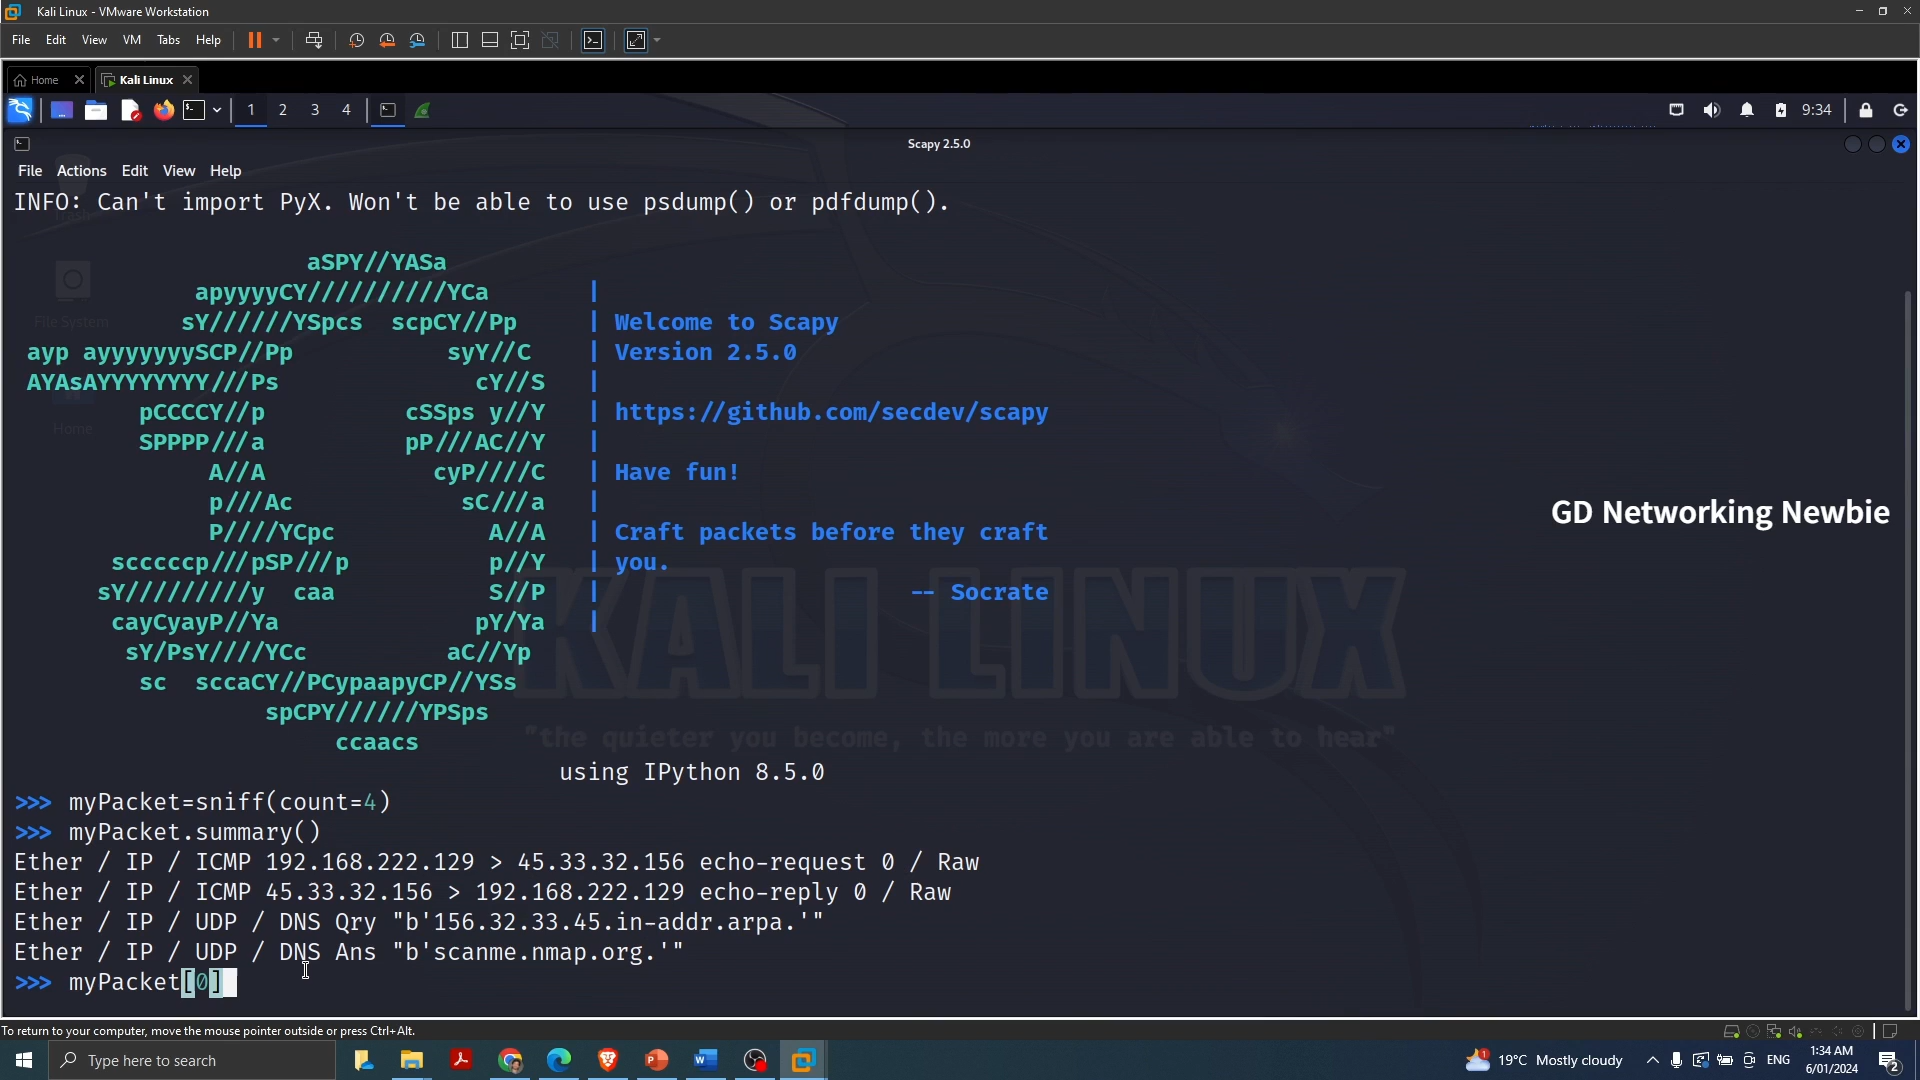 Kali Linux - VMware Workstation
File Edit View VM Tabs Help
Home Kali Linux
1 2 3 4 9:34
Scapy 2.5.0
File Actions Edit View Help
INFO: Can't import PyX. Won't be able to use psdump() or pdfdump().
aSPY//YASa
apyyyyCY//////////YCa |
sY//////YSpcs scpCY//Pp | Welcome to Scapy
ayp ayyyyyyySCP//Pp syY//C | Version 2.5.0
AYAsAYYYYYYYY///Ps cY//S |
pCCCCY//p cSSps y//Y | https://github.com/secdev/scapy
SPPPP///a pP///AC//Y |
A//A cyP////C | Have fun!
p///Ac sC///a |
P////YCpc A//A | Craft packets before they craft
scccccp///pSP///p p//Y | you.
sY/////////y caa S//P | -- Socrate
cayCyayP//Ya pY/Ya |
sY/PsY////YCc aC//Yp
sc sccaCY//PCypaapyCP//YSs
spCPY//////YPSps
ccaacs
using IPython 8.5.0
Trash
File System
Home
GD Networking Newbie
KALI LINUX
"the quieter you become, the more you are able to hear"
>>> myPacket=sniff(count=4)
>>> myPacket.summary()
Ether / IP / ICMP 192.168.222.129 > 45.33.32.156 echo-request 0 / Raw
Ether / IP / ICMP 45.33.32.156 > 192.168.222.129 echo-reply 0 / Raw
Ether / IP / UDP / DNS Qry "b'156.32.33.45.in-addr.arpa.'"
Ether / IP / UDP / DNS Ans "b'scanme.nmap.org.'"
>>> myPacket[0]
To return to your computer, move the mouse pointer outside or press Ctrl+Alt.
Type here to search
19°C Mostly cloudy ENG 1:34 AM
6/01/2024
2